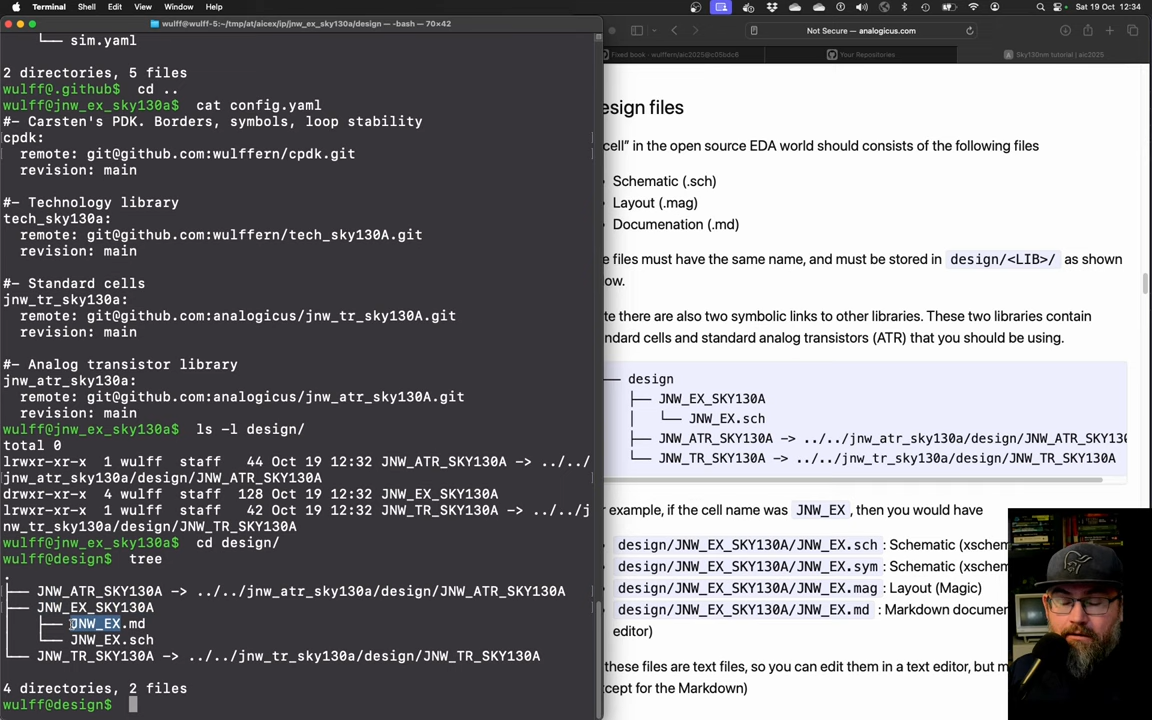 Terminal Shell Edit View Window Help
Sat 19 Oct 12:34
wulff@wulff-5:~/tmp/at/aicex/ip/jnw_ex_sky130a/design — -bash — 70×42
└── sim.yaml
2 directories, 5 files
wulff@.github$ cd ..
wulff@jnw_ex_sky130a$ cat config.yaml
#- Carsten's PDK. Borders, symbols, loop stability
cpdk:
remote: git@github.com:wulffern/cpdk.git
revision: main
#- Technology library
tech_sky130a:
remote: git@github.com:wulffern/tech_sky130A.git
revision: main
#- Standard cells
jnw_tr_sky130a:
remote: git@github.com:analogicus/jnw_tr_sky130A.git
revision: main
#- Analog transistor library
jnw_atr_sky130a:
remote: git@github.com:analogicus/jnw_atr_sky130A.git
revision: main
wulff@jnw_ex_sky130a$ ls -l design/
total 0
lrwxr-xr-x 1 wulff staff 44 Oct 19 12:32 JNW_ATR_SKY130A -> ../../
jnw_atr_sky130a/design/JNW_ATR_SKY130A
drwxr-xr-x 4 wulff staff 128 Oct 19 12:32 JNW_EX_SKY130A
lrwxr-xr-x 1 wulff staff 42 Oct 19 12:32 JNW_TR_SKY130A -> ../../j
nw_tr_sky130a/design/JNW_TR_SKY130A
wulff@jnw_ex_sky130a$ cd design/
wulff@design$ tree
.
├── JNW_ATR_SKY130A -> ../../jnw_atr_sky130a/design/JNW_ATR_SKY130A
├── JNW_EX_SKY130A
│   ├── JNW_EX.md
│   └── JNW_EX.sch
└── JNW_TR_SKY130A -> ../../jnw_tr_sky130a/design/JNW_TR_SKY130A
4 directories, 2 files
wulff@design$
Not Secure — analogicus.com
Fixed book · wulffern/aic2025@c05bdc6
Your Repositories
Sky130nm tutorial | aic2025
esign files
cell” in the open source EDA world should consists of the following files
• Schematic (.sch)
• Layout (.mag)
• Documenation (.md)
e files must have the same name, and must be stored in design/<LIB>/ as shown
ow.
te there are also two symbolic links to other libraries. These two libraries contain
ndard cells and standard analog transistors (ATR) that you should be using.
── design
├── JNW_EX_SKY130A
│   └── JNW_EX.sch
├── JNW_ATR_SKY130A -> ../../jnw_atr_sky130a/design/JNW_ATR_SKY130
└── JNW_TR_SKY130A -> ../../jnw_tr_sky130a/design/JNW_TR_SKY130A
r example, if the cell name was JNW_EX , then you would have
• design/JNW_EX_SKY130A/JNW_EX.sch : Schematic (xschem
• design/JNW_EX_SKY130A/JNW_EX.sym : Schematic (xschem
• design/JNW_EX_SKY130A/JNW_EX.mag : Layout (Magic)
• design/JNW_EX_SKY130A/JNW_EX.md : Markdown documen
editor)
these files are text files, so you can edit them in a text editor, but m
cept for the Markdown)